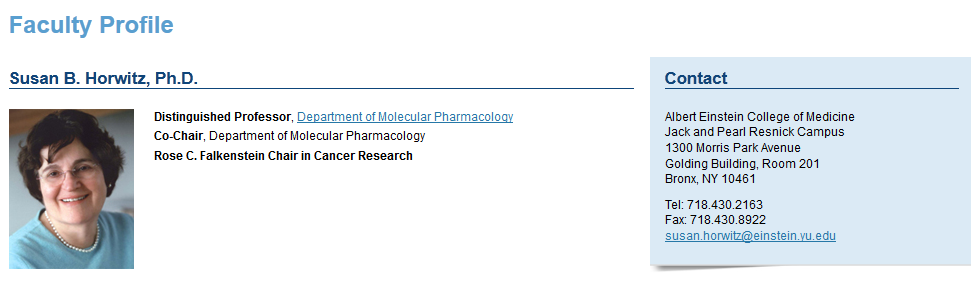 Faculty Profile
Susan B. Horwitz, Ph.D.
Distinguished Professor, Department of Molecular Pharmacology
Co-Chair, Department of Molecular Pharmacology
Rose C. Falkenstein Chair in Cancer Research
Contact
Albert Einstein College of Medicine
Jack and Pearl Resnick Campus
1300 Morris Park Avenue
Golding Building, Room 201
Bronx, NY 10461
Tel: 718.430.2163
Fax: 718.430.8922
susan.horwitz@einstein.yu.edu